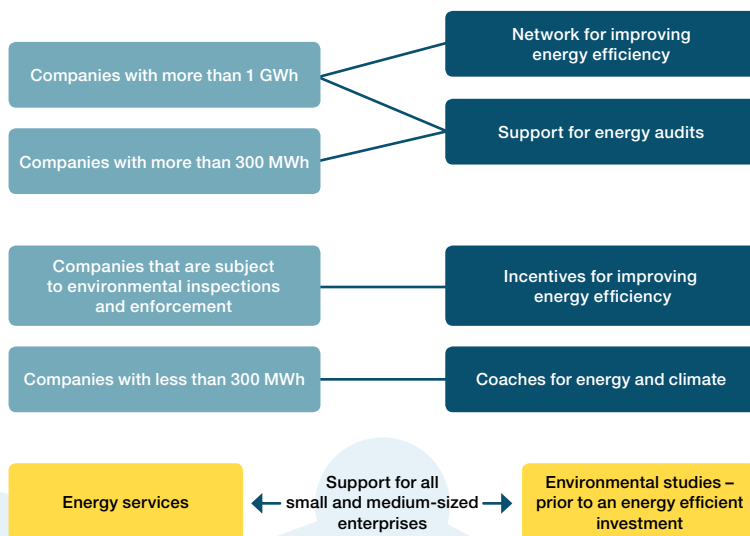 Companies with more than 1 GWh
Network for improving
energy efficiency
Companies with more than 300 MWh
Support for energy audits
Companies that are subject
to environmental inspections
and enforcement
Incentives for improving
energy efficiency
Companies with less than 300 MWh
Coaches for energy and climate
Energy services
Support for all
small and medium-sized
enterprises
Environmental studies –
prior to an energy efficient
investment